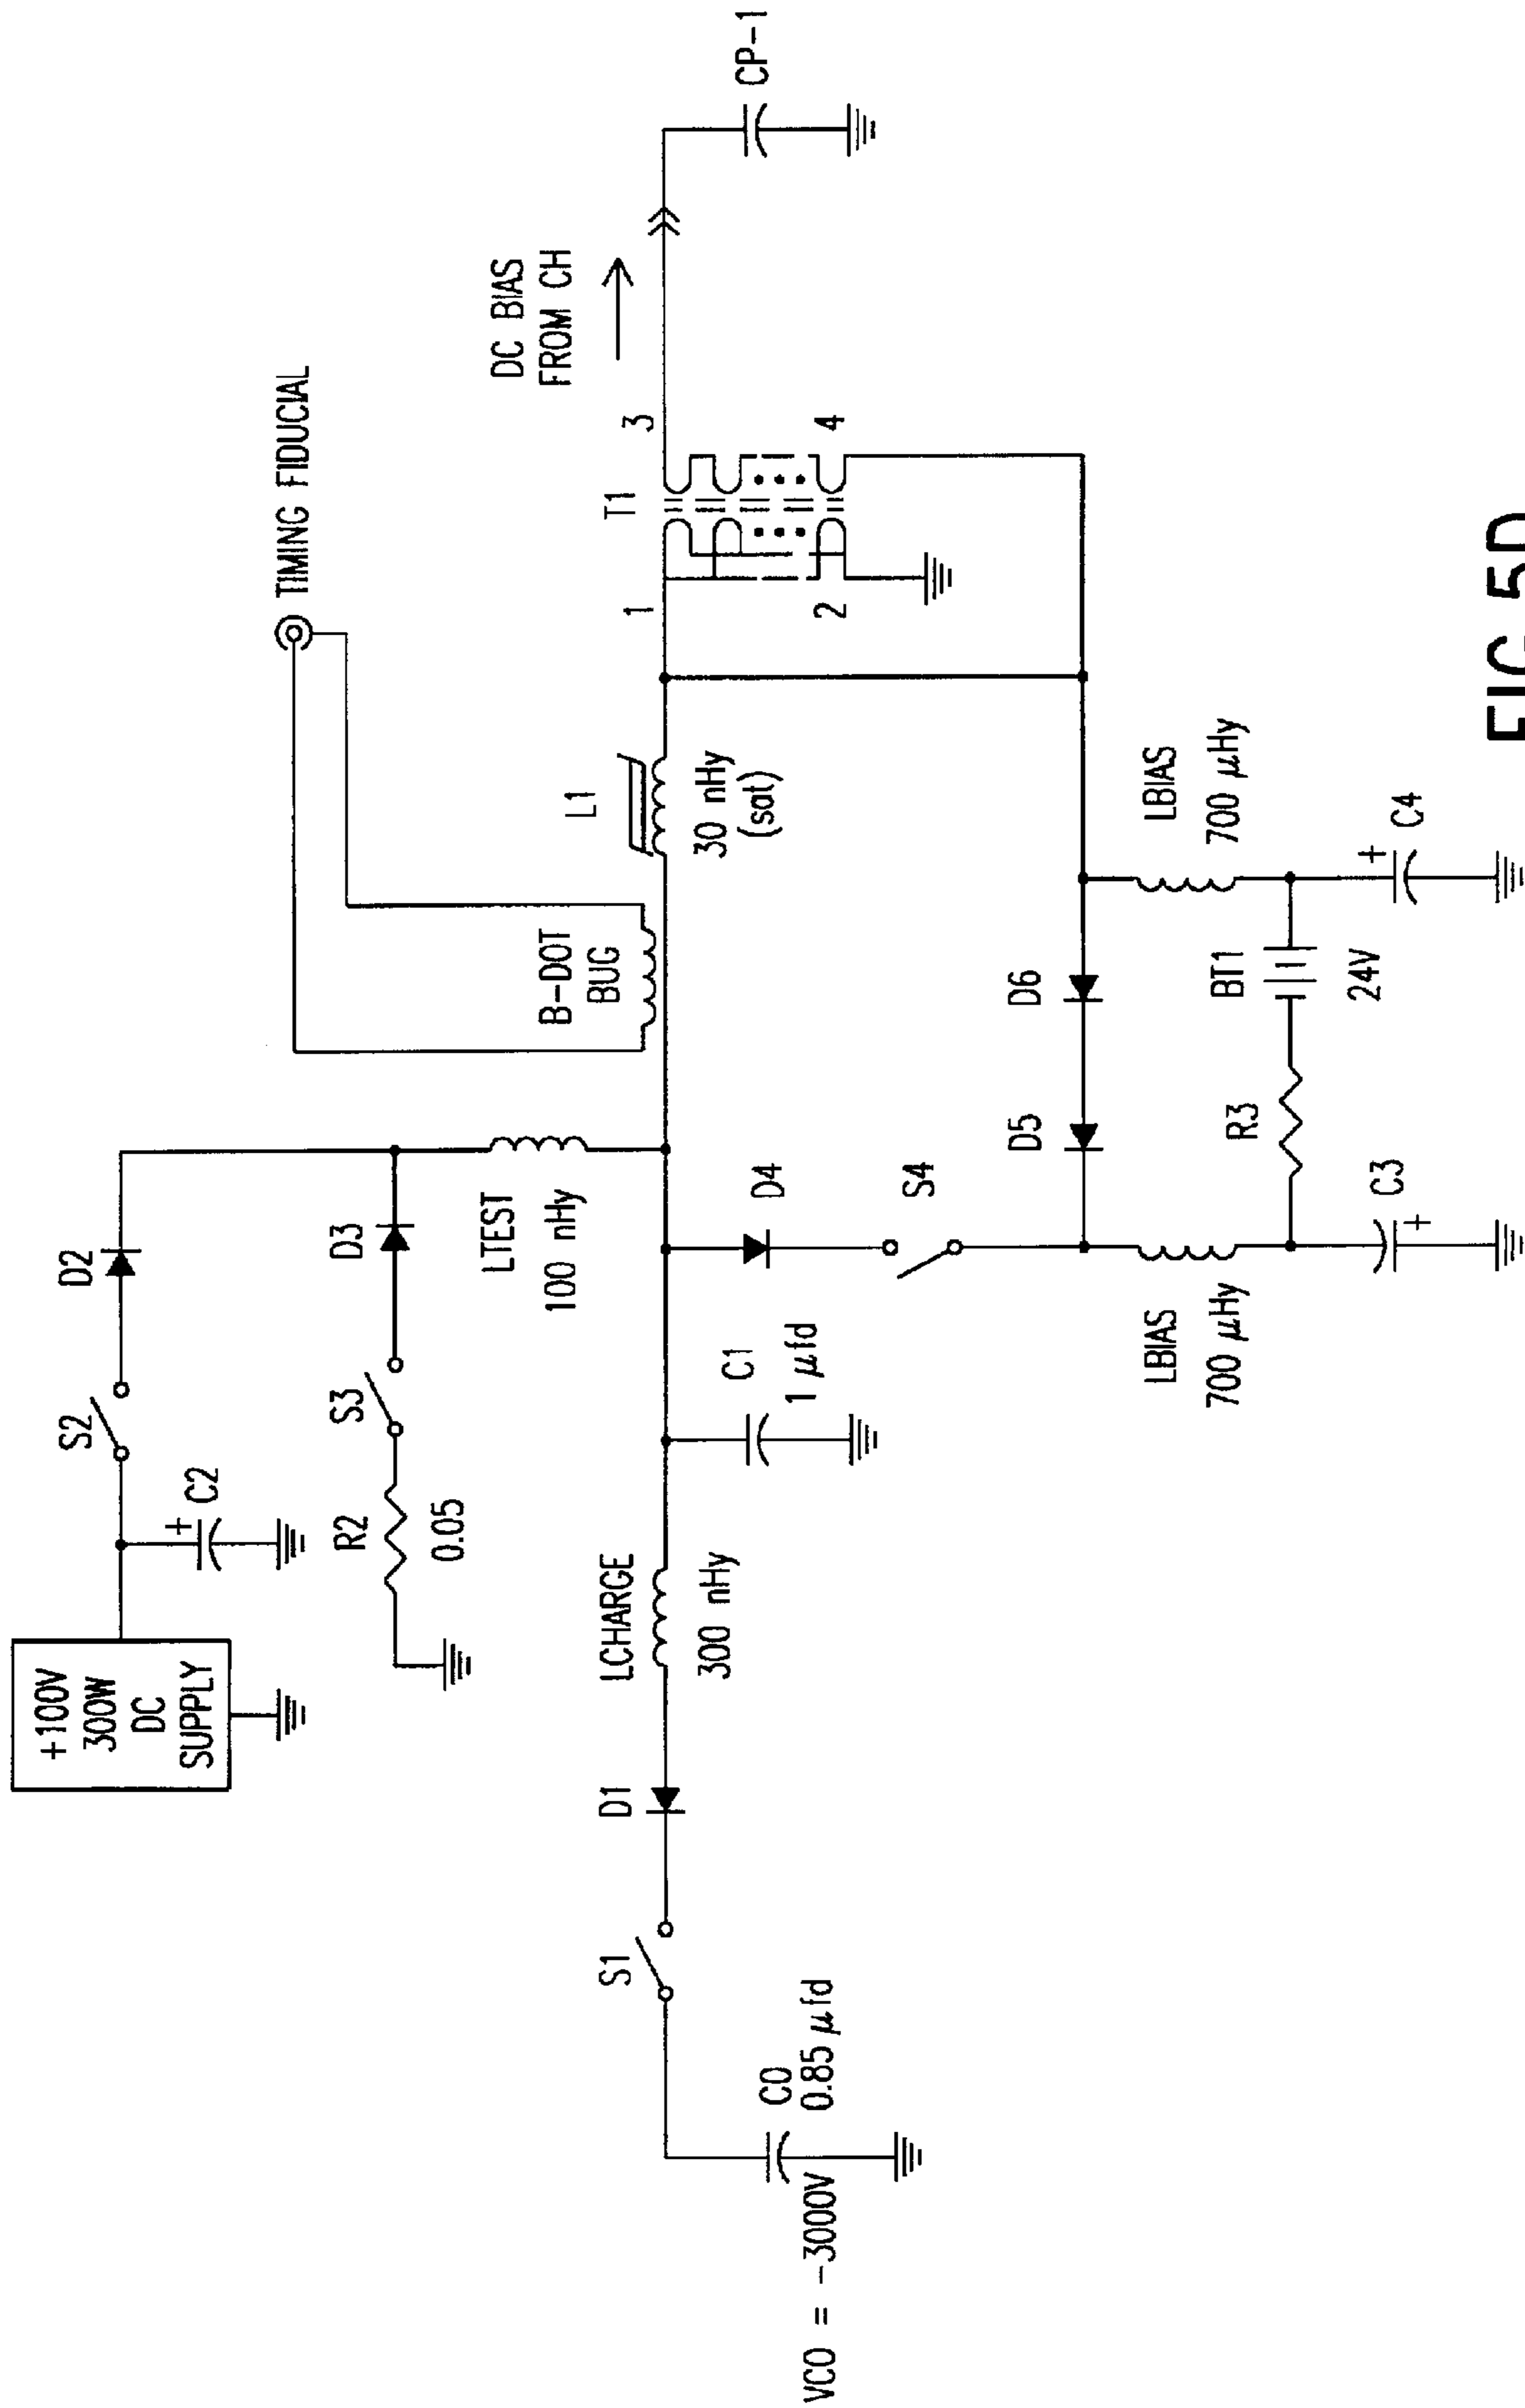 +100V
300W
DC
SUPPLY
C2
+
S2
D2
R2
0.05
S3
D3
LTEST
100 nHy
TIMING FIDUCIAL
B-DOT
BUG
DC BIAS
FROM CH
VCO = -3000V
CO
0.85 µfd
S1
D1
LCHARGE
300 nHy
C1
1 µfd
D4
S4
L1
30 nHy
(sat)
1
2
T1
3
4
CP-1
D5
D6
LBIAS
700 µHy
LBIAS
700 µHy
R3
BT1
24V
C3
+
C4
+
FIG.5D